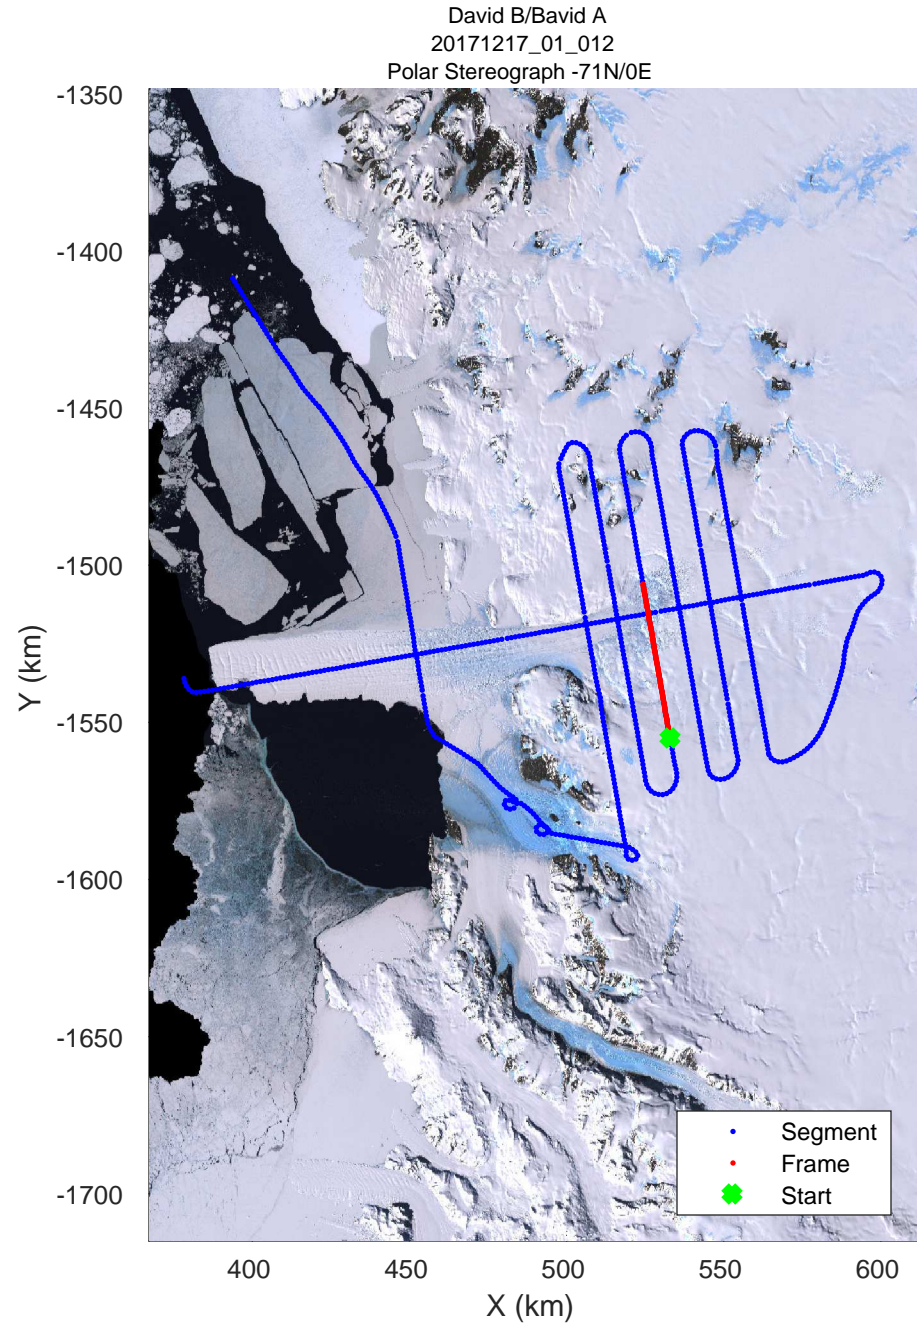 David B/Bavid A
20171217_01_012
Polar Stereograph -71N/0E
-1350
-1400
-1450
-1500
-1550
-1600
-1650
-1700
Y (km)
400 450 500 550 600
X (km)
Segment
Frame
Start